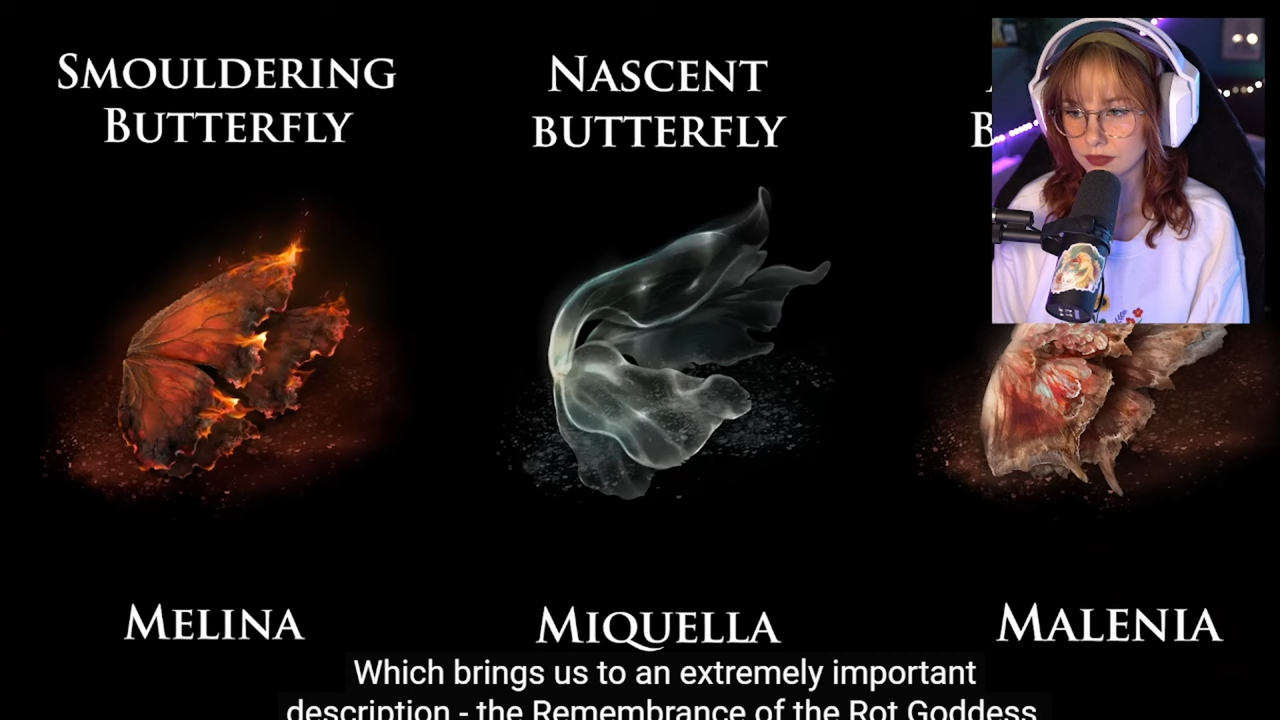 SMOULDERING
BUTTERFLY
NASCENT
BUTTERFLY
B
MELINA
MIQUELLA
MALENIA
Which brings us to an extremely important
description - the Remembrance of the Rot Goddess